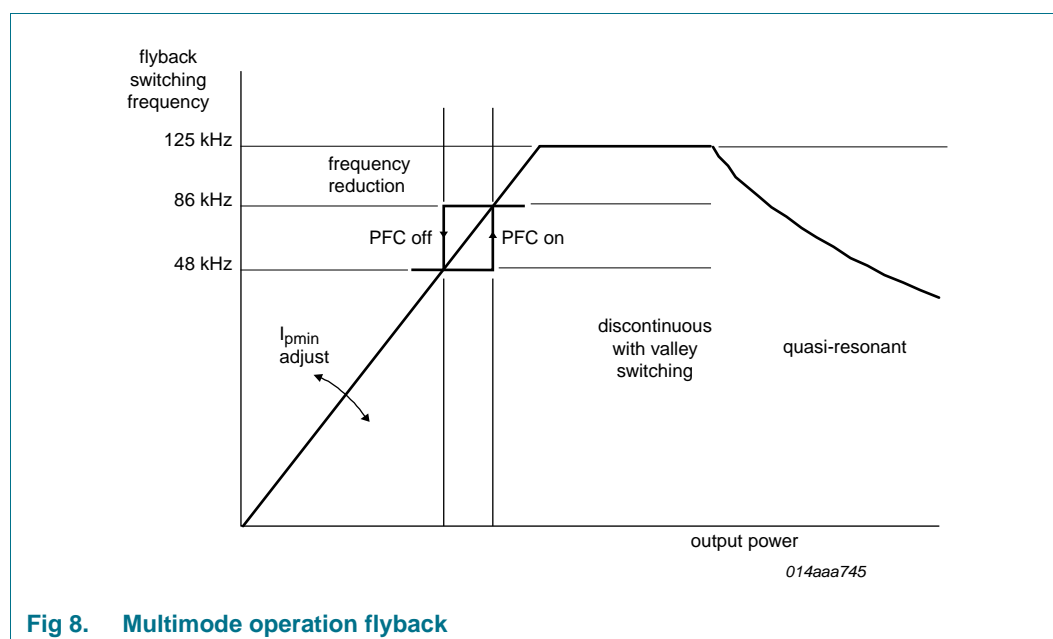 flyback
switching
frequency
125 kHz
frequency
reduction
86 kHz
PFC off
PFC on
48 kHz
Ipmin
adjust
discontinuous
with valley
switching
quasi-resonant
output power
014aaa745
Fig 8. Multimode operation flyback